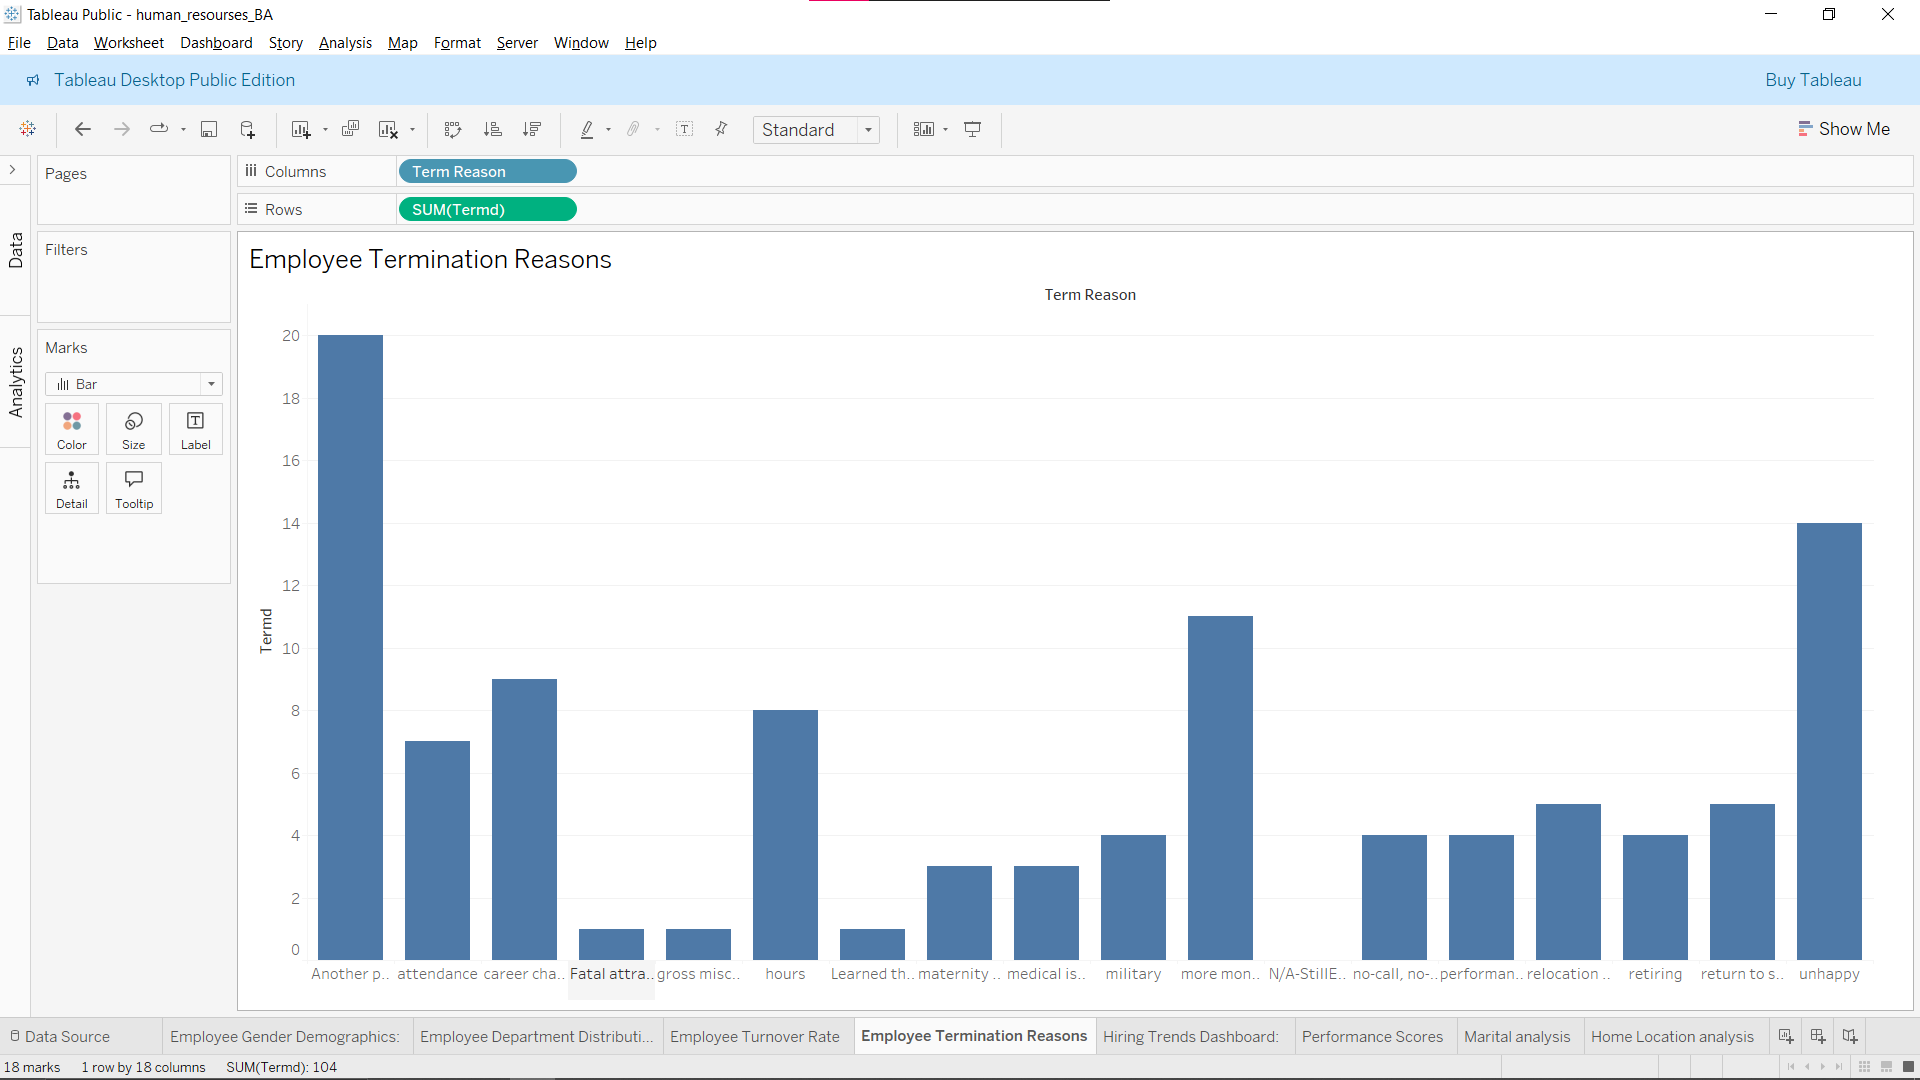 Tableau Public - human_resourses_BA
File Data Worksheet Dashboard Story Analysis Map Format Server Window Help
Tableau Desktop Public Edition Buy Tableau
Standard Show Me
Pages
Columns Term Reason
Rows SUM(Termd)
Data
Analytics
Filters
Marks
Bar
Color Size Label
Detail Tooltip
Employee Termination Reasons
Term Reason
Termd
20
18
16
14
12
10
8
6
4
2
0
Another p.. attendance career cha.. Fatal attra.. gross misc.. hours Learned th.. maternity .. medical is.. military more mon.. N/A-StillE.. no-call, no-.. performan.. relocation .. retiring return to s.. unhappy
Data Source Employee Gender Demographics: Employee Department Distributi... Employee Turnover Rate Employee Termination Reasons Hiring Trends Dashboard: Performance Scores Marital analysis Home Location analysis
18 marks 1 row by 18 columns SUM(Termd): 104